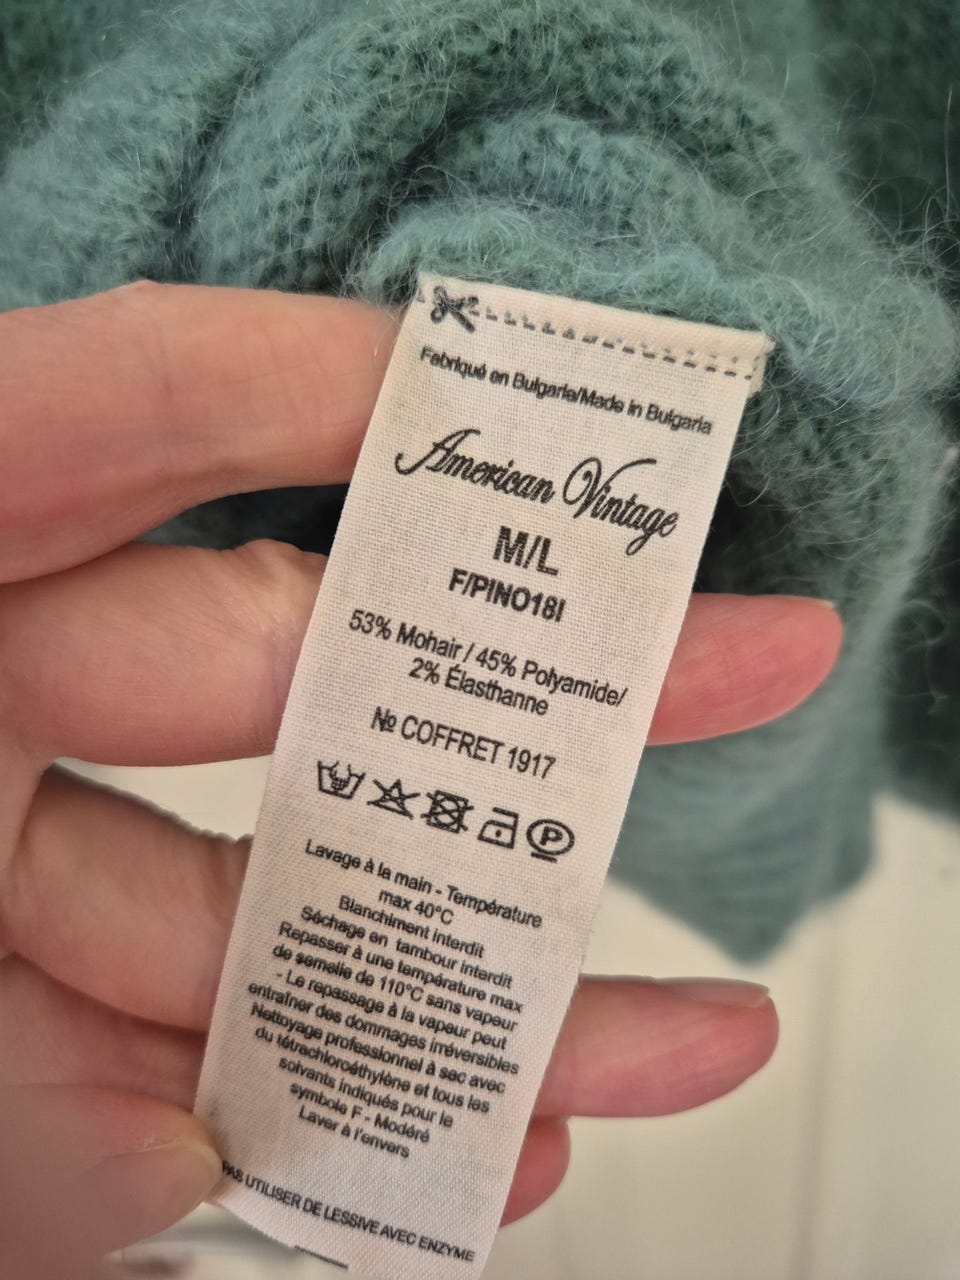 Fabriqué en Bulgarie/Made in Bulgaria
American Vintage
M/L
F/PINO18I
53% Mohair / 45% Polyamide/
2% Élasthanne
№ COFFRET 1917
P
Lavage à la main - Température
max 40°C
Blanchiment interdit
Séchage en tambour interdit
Repasser à une température max
de semelle de 110°C sans vapeur
- Le repassage à la vapeur peut
entraîner des dommages irréversibles
Nettoyage professionnel à sec avec
du tétrachloroéthylène et tous les
solvants indiqués pour le
symbole F - Modéré
Laver à l'envers
PAS UTILISER DE LESSIVE AVEC ENZYME